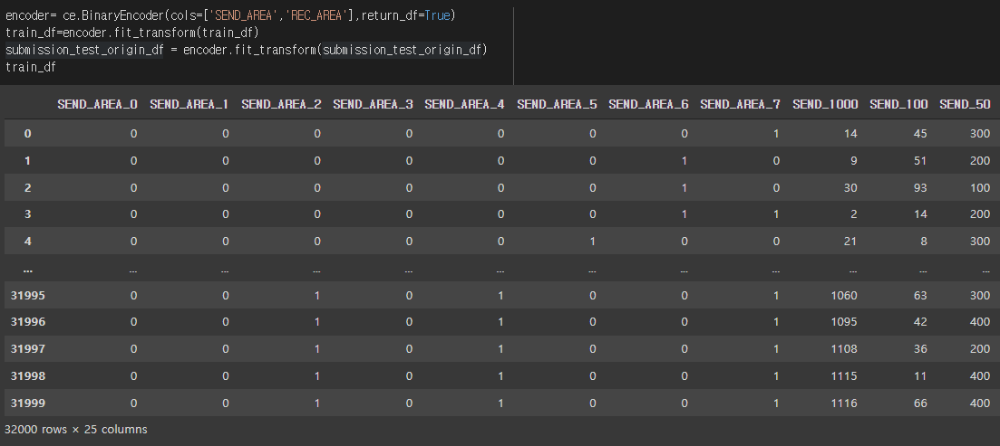 encoder= ce.BinaryEncoder(cols=['SEND_AREA','REC_AREA'],return_df=True)
train_df=encoder.fit_transform(train_df)
submission_test_origin_df = encoder.fit_transform(submission_test_origin_df)
train_df
SEND_AREA_0 SEND_AREA_1 SEND_AREA_2 SEND_AREA_3 SEND_AREA_4 SEND_AREA_5 SEND_AREA_6 SEND_AREA_7 SEND_1000 SEND_100 SEND_50
0 0 0 0 0 0 0 0 1 14 45 300
1 0 0 0 0 0 0 1 0 9 51 200
2 0 0 0 0 0 0 1 0 30 93 100
3 0 0 0 0 0 0 1 1 2 14 200
4 0 0 0 0 0 1 0 0 21 8 300
... ... ... ... ... ... ... ... ... ... ... ...
31995 0 0 1 0 1 0 0 1 1060 63 300
31996 0 0 1 0 1 0 0 1 1095 42 400
31997 0 0 1 0 1 0 0 1 1108 36 200
31998 0 0 1 0 1 0 0 1 1115 11 400
31999 0 0 1 0 1 0 0 1 1116 66 400
32000 rows × 25 columns